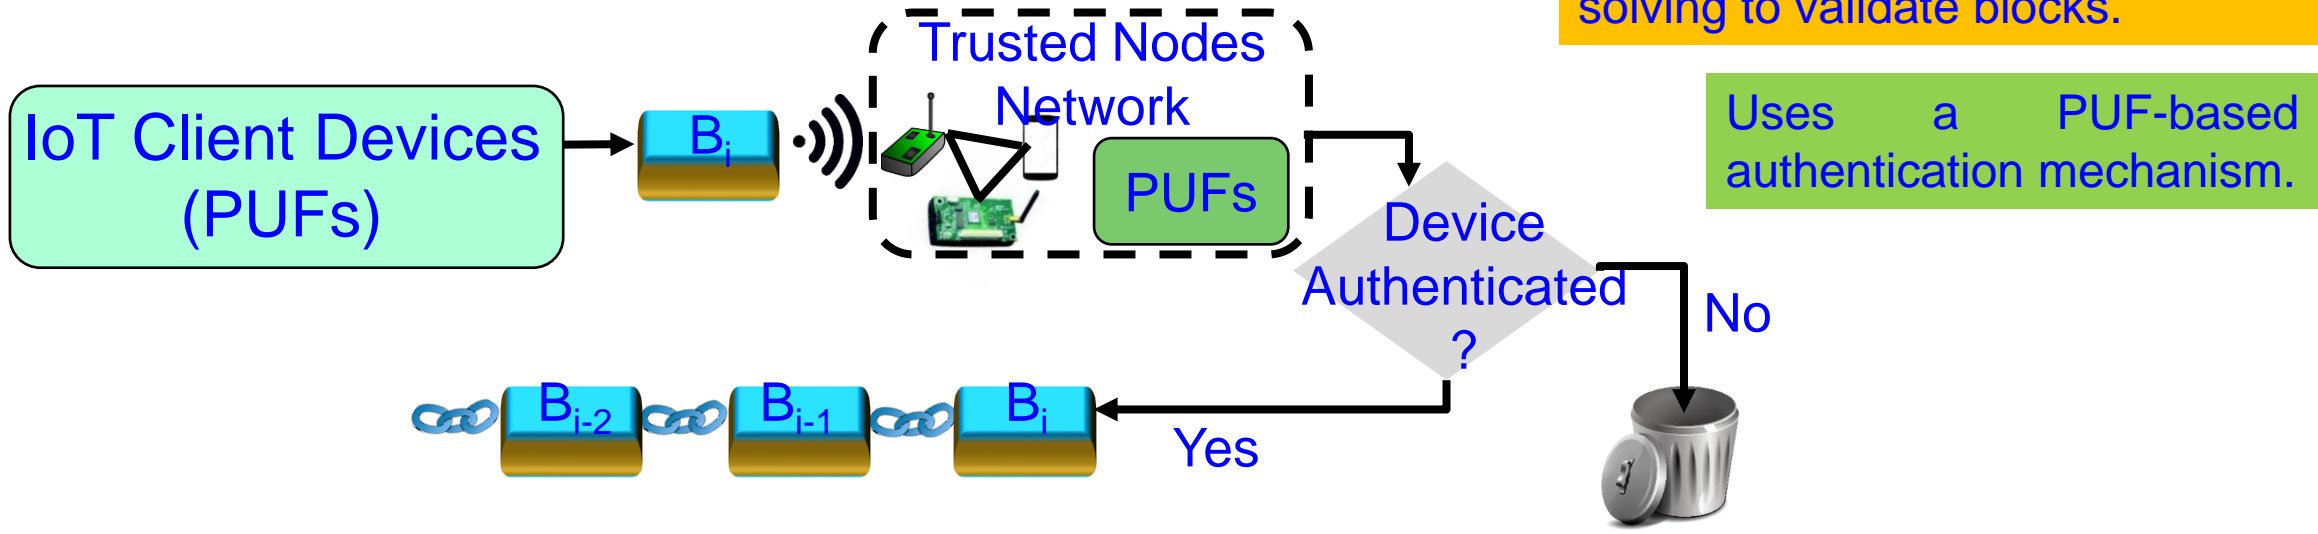 solving to validate blocks.
Trusted Nodes
Network
Uses a PUF-based
authentication mechanism.
IoT Client Devices
(PUFs)
Bi
PUFs
Device
Authenticated
?
No
Bi-2
Bi-1
Bi
Yes